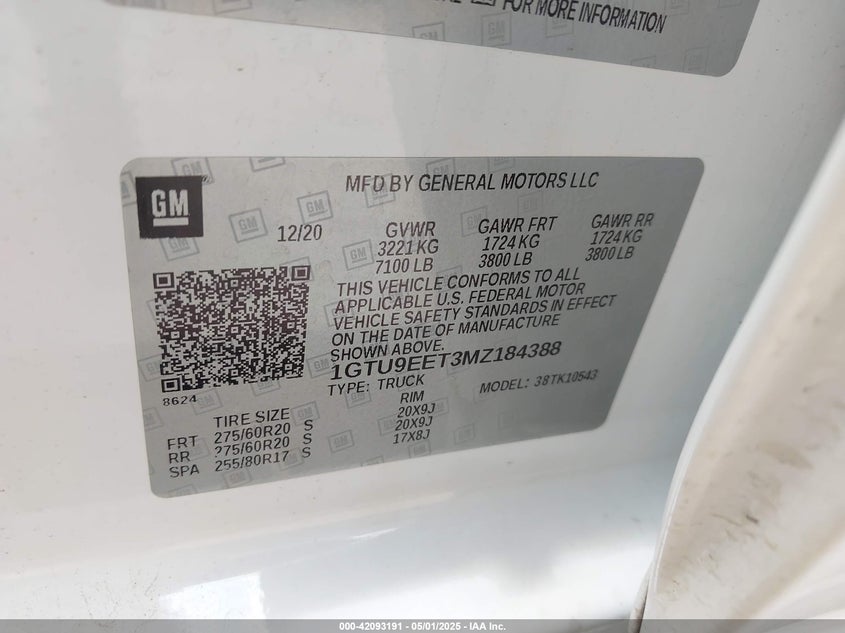 FOR MORE INFORMATION
GM
MFD BY GENERAL MOTORS LLC
12/20
GVWR
3221 KG
7100 LB
GAWR FRT
1724 KG
3800 LB
GAWR RR
1724 KG
3800 LB
THIS VEHICLE CONFORMS TO ALL
APPLICABLE U.S. FEDERAL MOTOR
VEHICLE SAFETY STANDARDS IN EFFECT
ON THE DATE OF MANUFACTURE
SHOWN ABOVE.
1GTU9EET3MZ184388
TYPE: TRUCK
MODEL: 38TK10543
8624
TIRE SIZE RIM
FRT 275/60R20 S 20X9J
RR 275/60R20 S 20X9J
SPA 255/80R17 S 17X8J
000-42093191 - 05/01/2025 - IAA Inc.